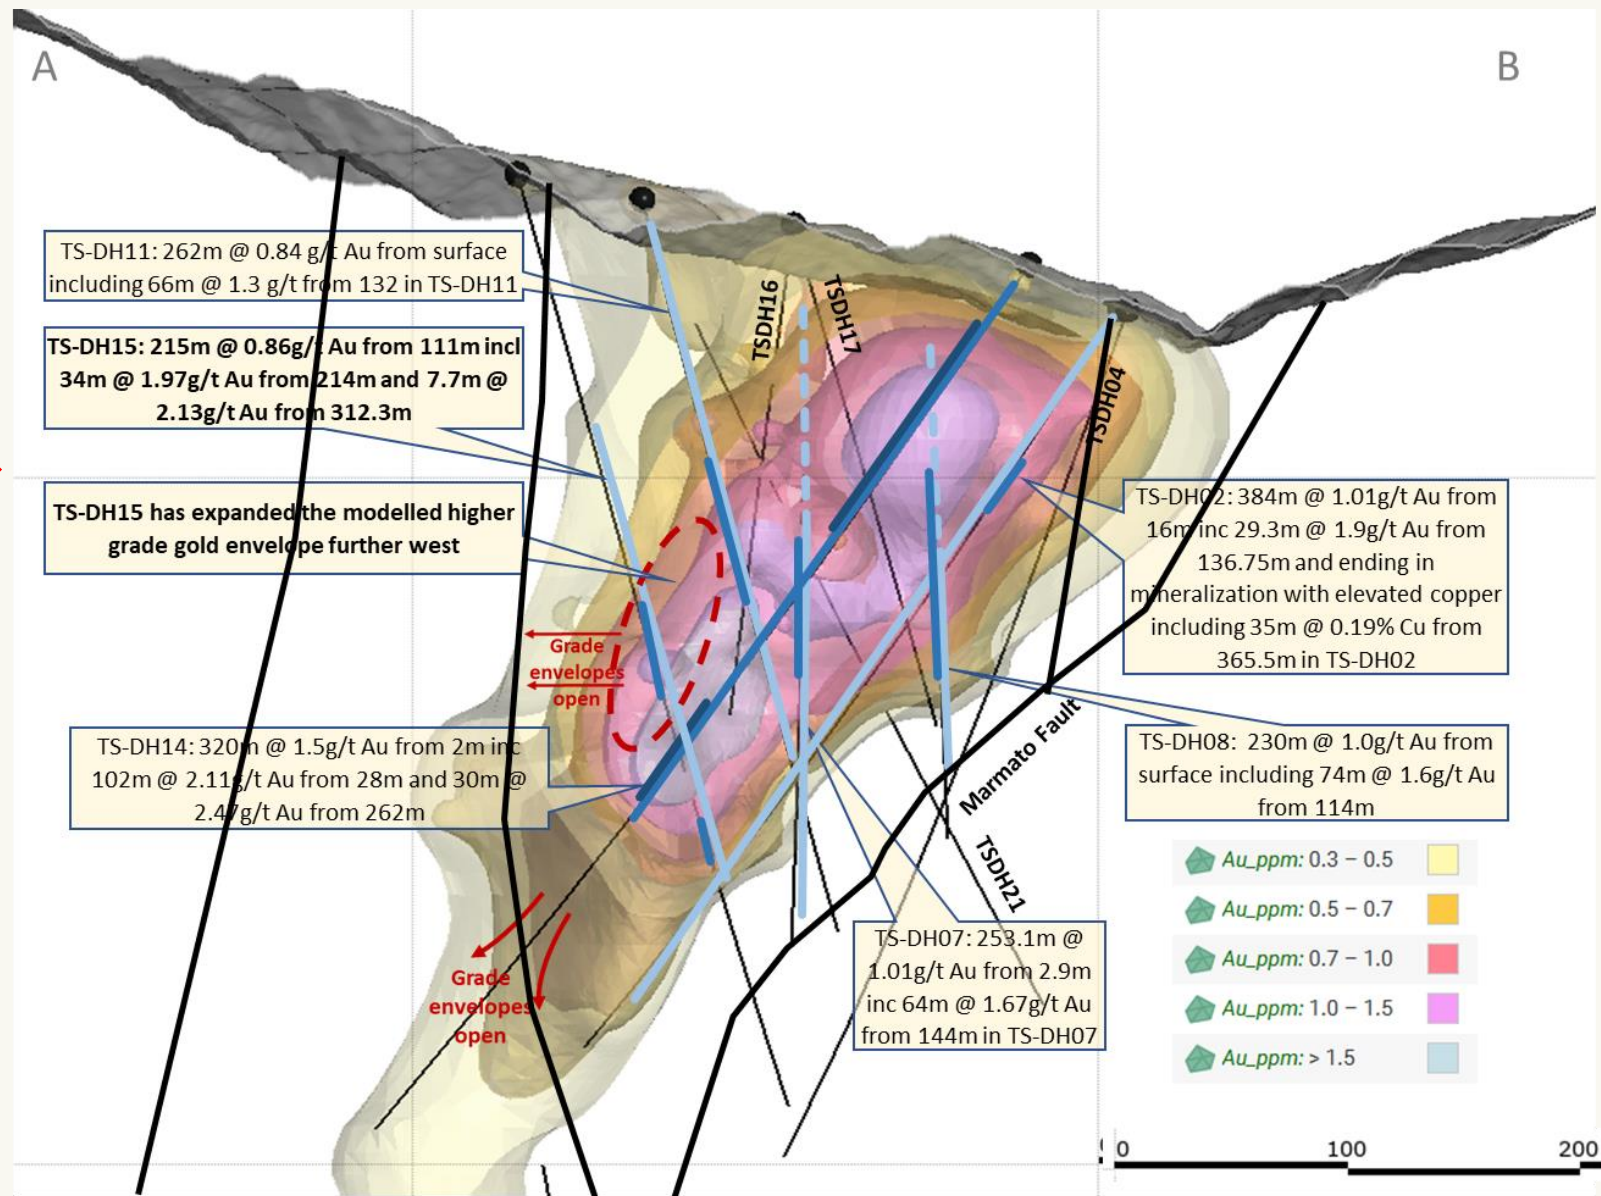 A
B
TS-DH11: 262m @ 0.84 g/t Au from surface
including 66m @ 1.3 g/t from 132 in TS-DH11
TS-DH15: 215m @ 0.86g/t Au from 111m incl
34m @ 1.97g/t Au from 214m and 7.7m @
2.13g/t Au from 312.3m
TS-DH15 has expanded the modelled higher
grade gold envelope further west
TSDH16
TSDH17
TSDH04
TS-DH02: 384m @ 1.01g/t Au from
16m inc 29.3m @ 1.9g/t Au from
136.75m and ending in
mineralization with elevated copper
including 35m @ 0.19% Cu from
365.5m in TS-DH02
Grade
envelopes
open
TS-DH14: 320m @ 1.5g/t Au from 2m inc
102m @ 2.11g/t Au from 28m and 30m @
2.47g/t Au from 262m
Marmato Fault
TS-DH08: 230m @ 1.0g/t Au from
surface including 74m @ 1.6g/t Au
from 114m
TSDH21
Grade
envelopes
open
TS-DH07: 253.1m @
1.01g/t Au from 2.9m
inc 64m @ 1.67g/t Au
from 144m in TS-DH07
Au_ppm: 0.3 – 0.5
Au_ppm: 0.5 – 0.7
Au_ppm: 0.7 – 1.0
Au_ppm: 1.0 – 1.5
Au_ppm: > 1.5
0 100 200